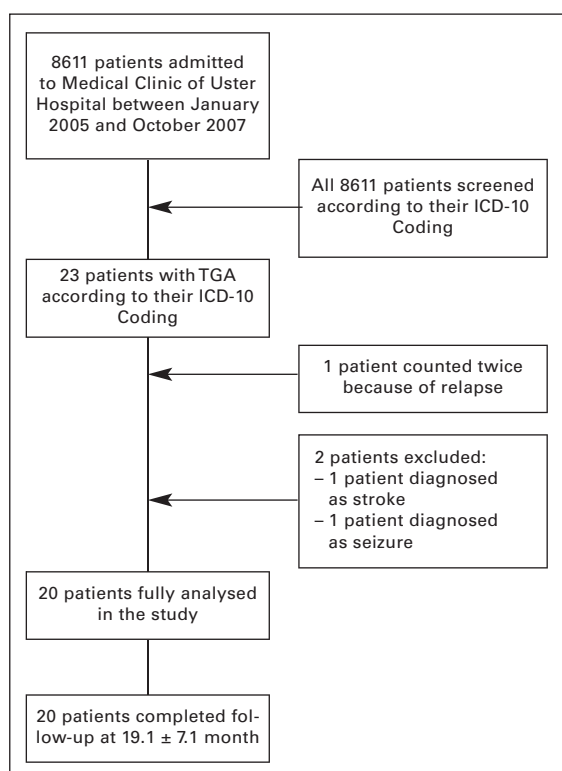 8611 patients admitted
to Medical Clinic of Uster
Hospital between January
2005 and October 2007
All 8611 patients screened
according to their ICD-10
Coding
23 patients with TGA
according to their ICD-10
Coding
1 patient counted twice
because of relapse
2 patients excluded:
– 1 patient diagnosed
as stroke
– 1 patient diagnosed
as seizure
20 patients fully analysed
in the study
20 patients completed fol-
low-up at 19.1 ± 7.1 month